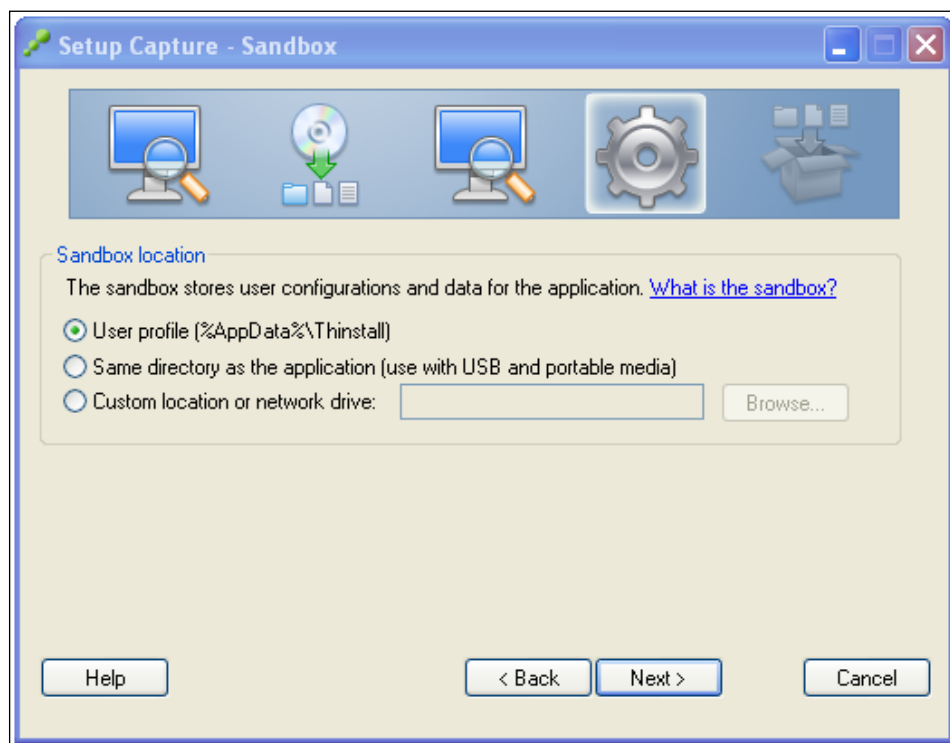 Setup Capture - Sandbox
Sandbox location
The sandbox stores user configurations and data for the application. What is the sandbox?
User profile (%AppData%\Thinstall)
Same directory as the application (use with USB and portable media)
Custom location or network drive: Browse...
Help < Back Next > Cancel